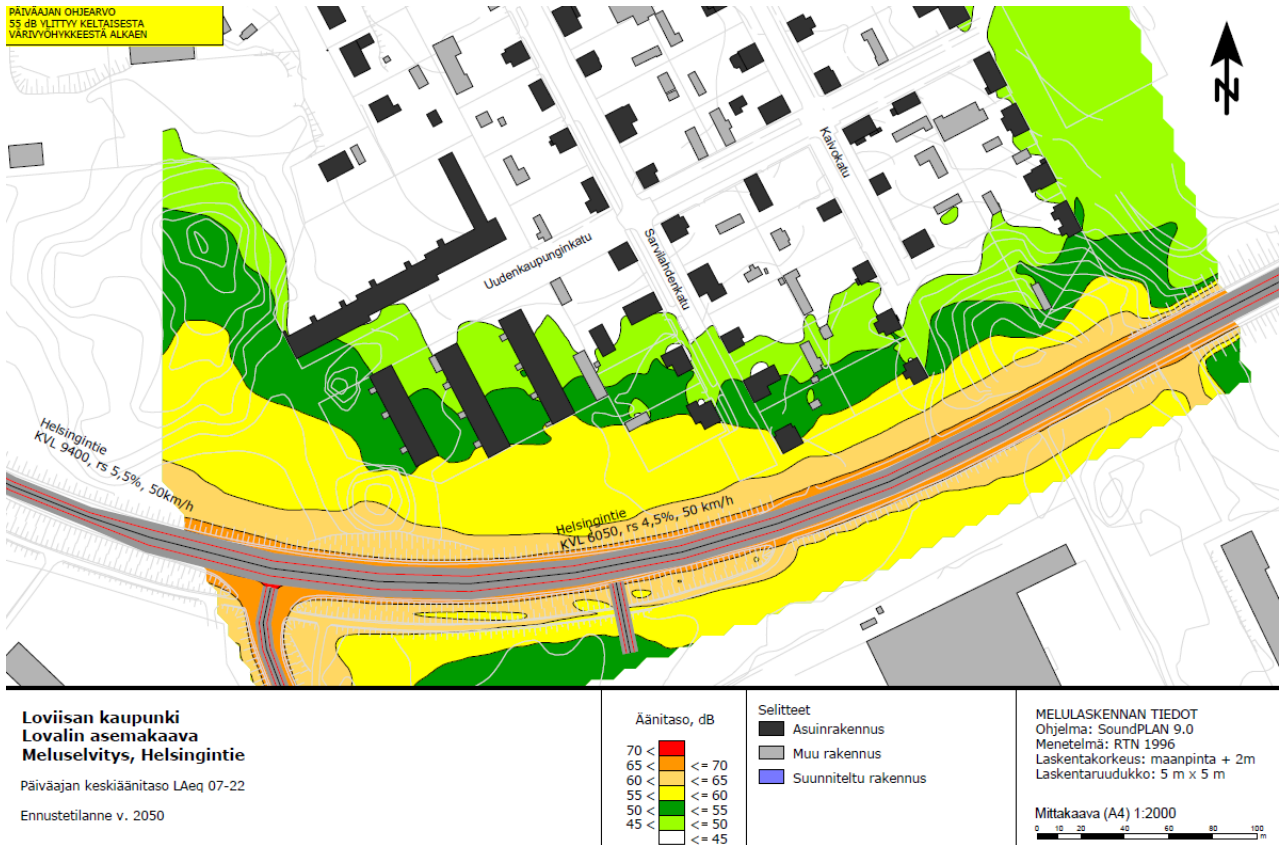 PÄIVÄAJAN OHJEARVO
55 dB YLITTYY KELTAISESTA
VÄRIVYÖHYKKEESTÄ ALKAEN
N
Kaivokatu
Sarvilahdenkatu
Uudenkaupunginkatu
Helsingintie
KVL 9400, rs 5,5%, 50km/h
Helsingintie
KVL 6050, rs 4,5%, 50 km/h
Loviisan kaupunki
Lovalin asemakaava
Meluselvitys, Helsingintie
Päiväajan keskiäänitaso LAeq 07-22
Ennustetilanne v. 2050
Äänitaso, dB
70 <
65 < <= 70
60 < <= 65
55 < <= 60
50 < <= 55
45 < <= 50
<= 45
Selitteet
Asuinrakennus
Muu rakennus
Suunniteltu rakennus
MELULASKENNAN TIEDOT
Ohjelma: SoundPLAN 9.0
Menetelmä: RTN 1996
Laskentakorkeus: maanpinta + 2m
Laskentaruudukko: 5 m x 5 m
Mittakaava (A4) 1:2000
0 10 20 40 60 80 100
m